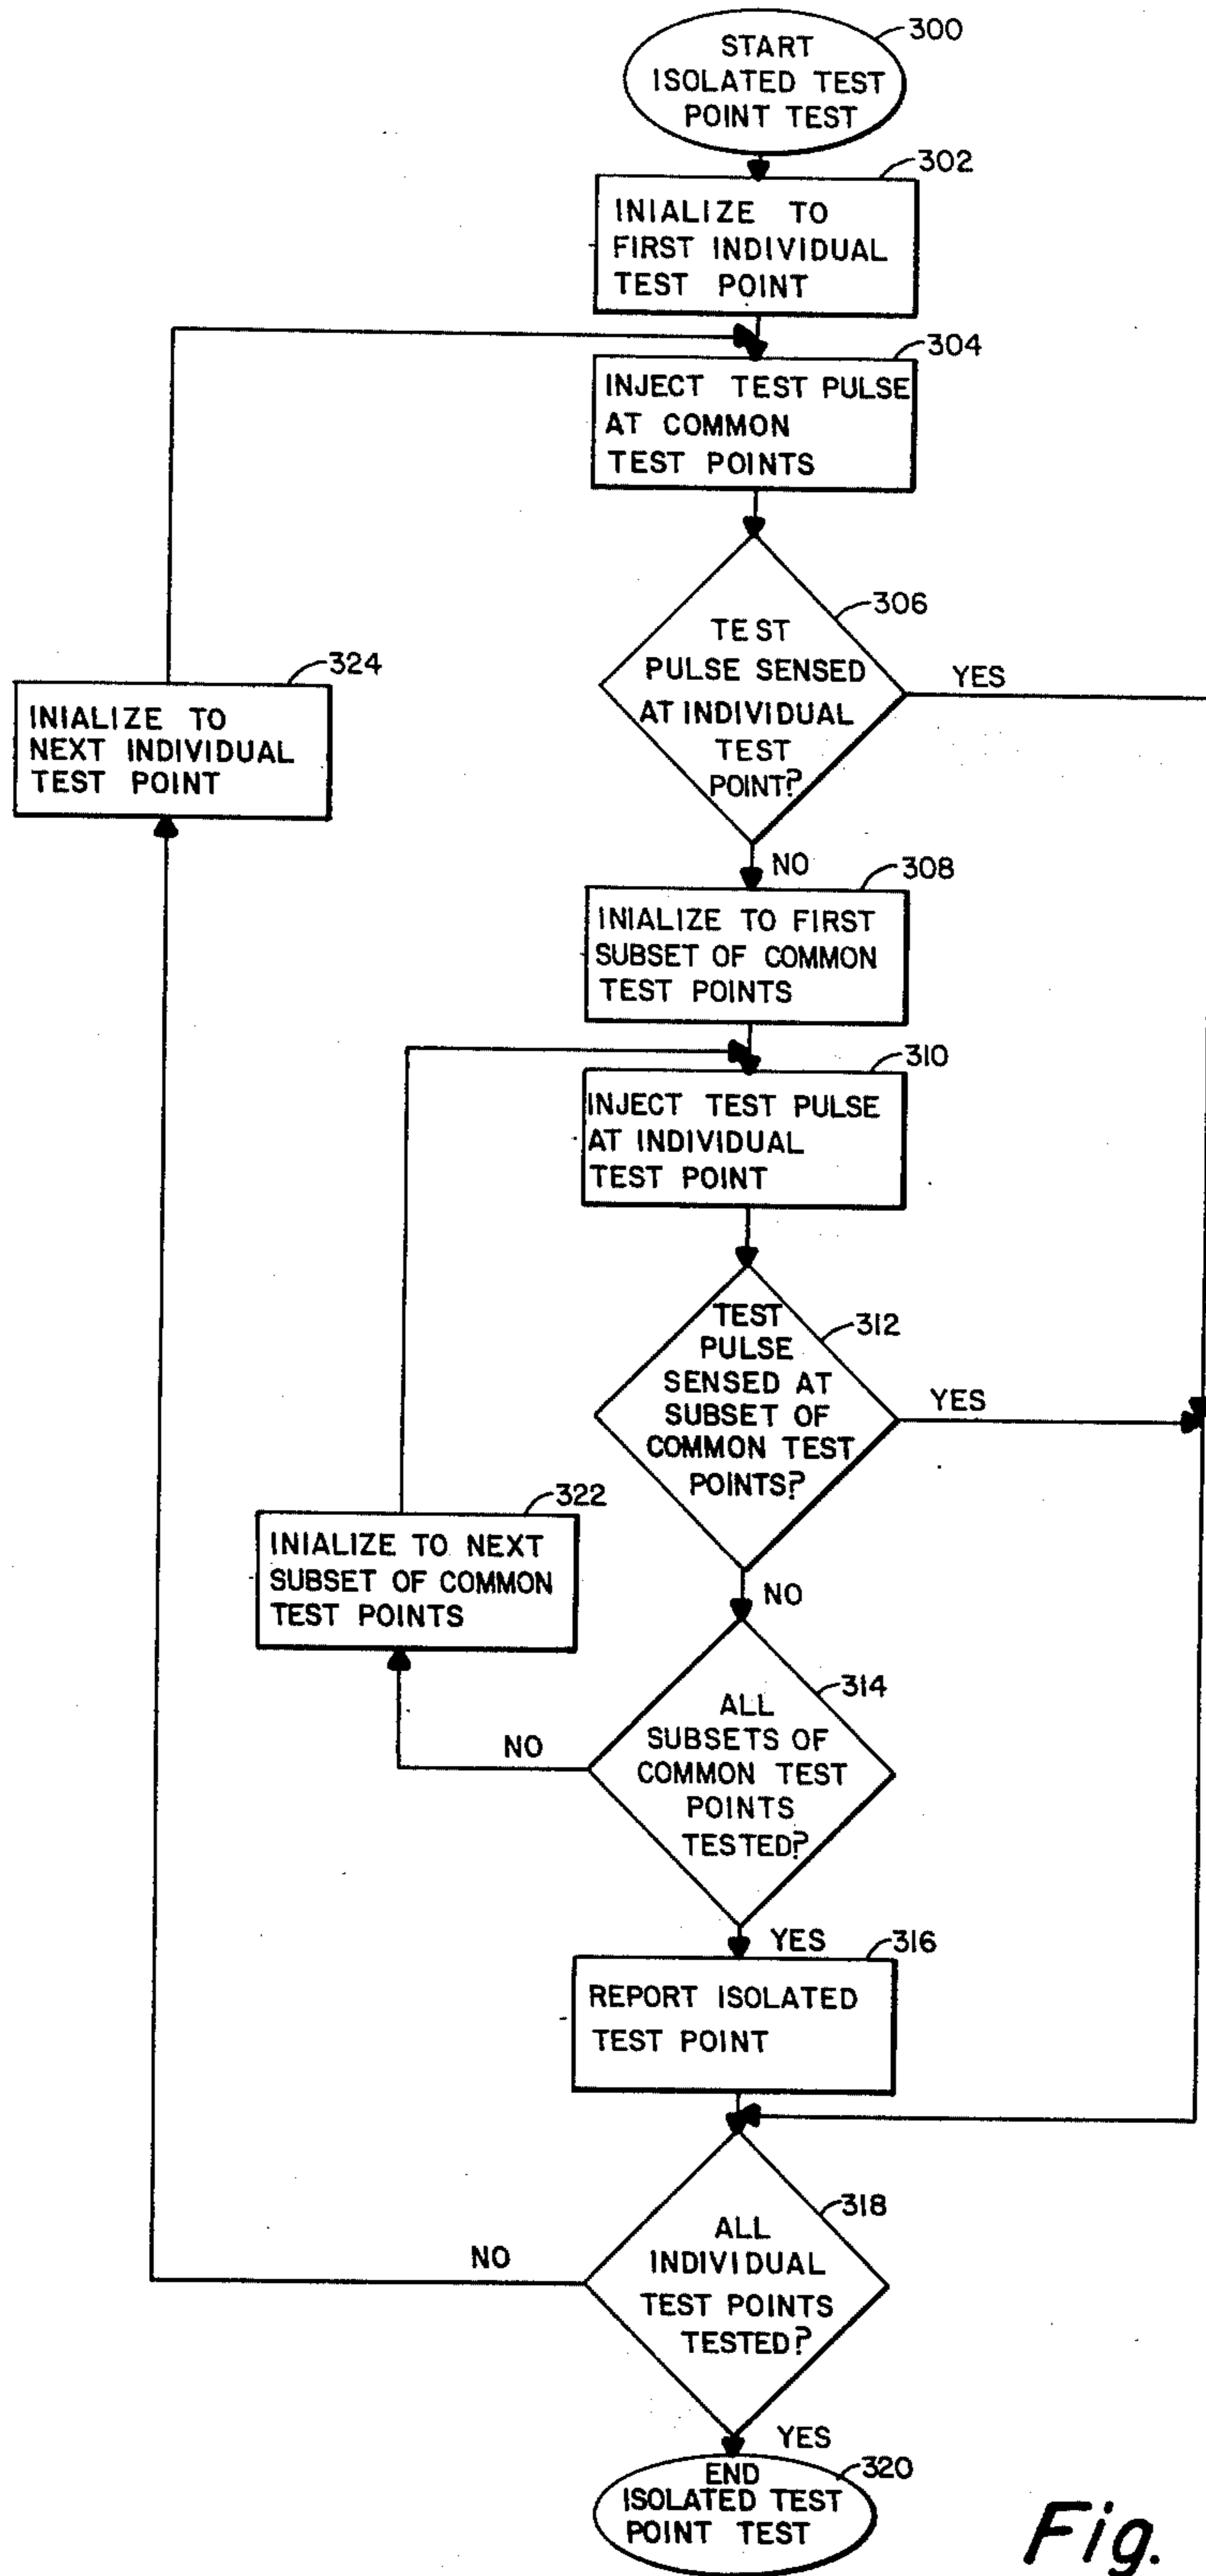 300
START
ISOLATED TEST
POINT TEST
302
INIALIZE TO
FIRST INDIVIDUAL
TEST POINT
304
INJECT TEST PULSE
AT COMMON
TEST POINTS
306
TEST
PULSE SENSED
AT INDIVIDUAL
TEST
POINT?
YES
324
INIALIZE TO
NEXT INDIVIDUAL
TEST POINT
NO
308
INIALIZE TO FIRST
SUBSET OF COMMON
TEST POINTS
310
INJECT TEST PULSE
AT INDIVIDUAL
TEST POINT
312
TEST
PULSE
SENSED AT
SUBSET OF
COMMON TEST
POINTS?
YES
322
INIALIZE TO NEXT
SUBSET OF COMMON
TEST POINTS
NO
314
ALL
SUBSETS OF
COMMON TEST
POINTS
TESTED?
NO
YES
316
REPORT ISOLATED
TEST POINT
318
ALL
INDIVIDUAL
TEST POINTS
TESTED?
NO
YES
320
END
ISOLATED TEST
POINT TEST
Fig.